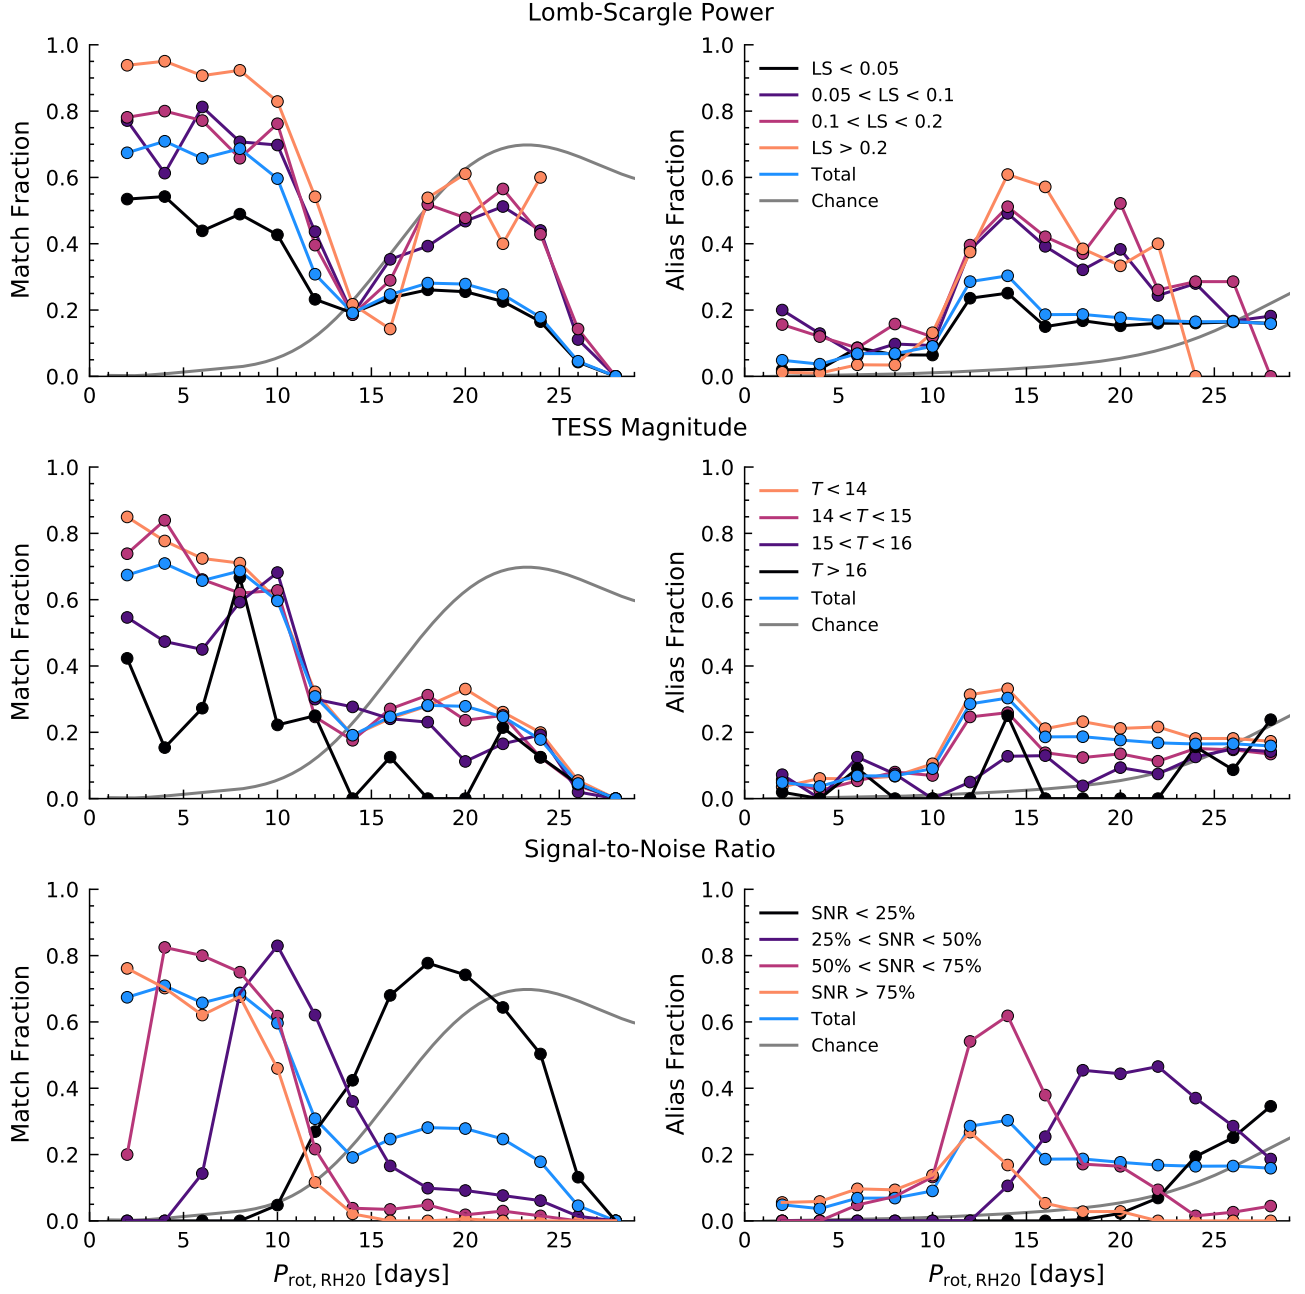 Lomb-Scargle Power
1.0
0.8
0.6
0.4
0.2
0.0
Match Fraction
0 5 10 15 20 25
1.0
0.8
0.6
0.4
0.2
0.0
Alias Fraction
LS < 0.05
0.05 < LS < 0.1
0.1 < LS < 0.2
LS > 0.2
Total
Chance
0 5 10 15 20 25
TESS Magnitude
1.0
0.8
0.6
0.4
0.2
0.0
Match Fraction
0 5 10 15 20 25
1.0
0.8
0.6
0.4
0.2
0.0
Alias Fraction
T < 14
14 < T < 15
15 < T < 16
T > 16
Total
Chance
0 5 10 15 20 25
Signal-to-Noise Ratio
1.0
0.8
0.6
0.4
0.2
0.0
Match Fraction
0 5 10 15 20 25
P_rot, RH20 [days]
1.0
0.8
0.6
0.4
0.2
0.0
Alias Fraction
SNR < 25%
25% < SNR < 50%
50% < SNR < 75%
SNR > 75%
Total
Chance
0 5 10 15 20 25
P_rot, RH20 [days]